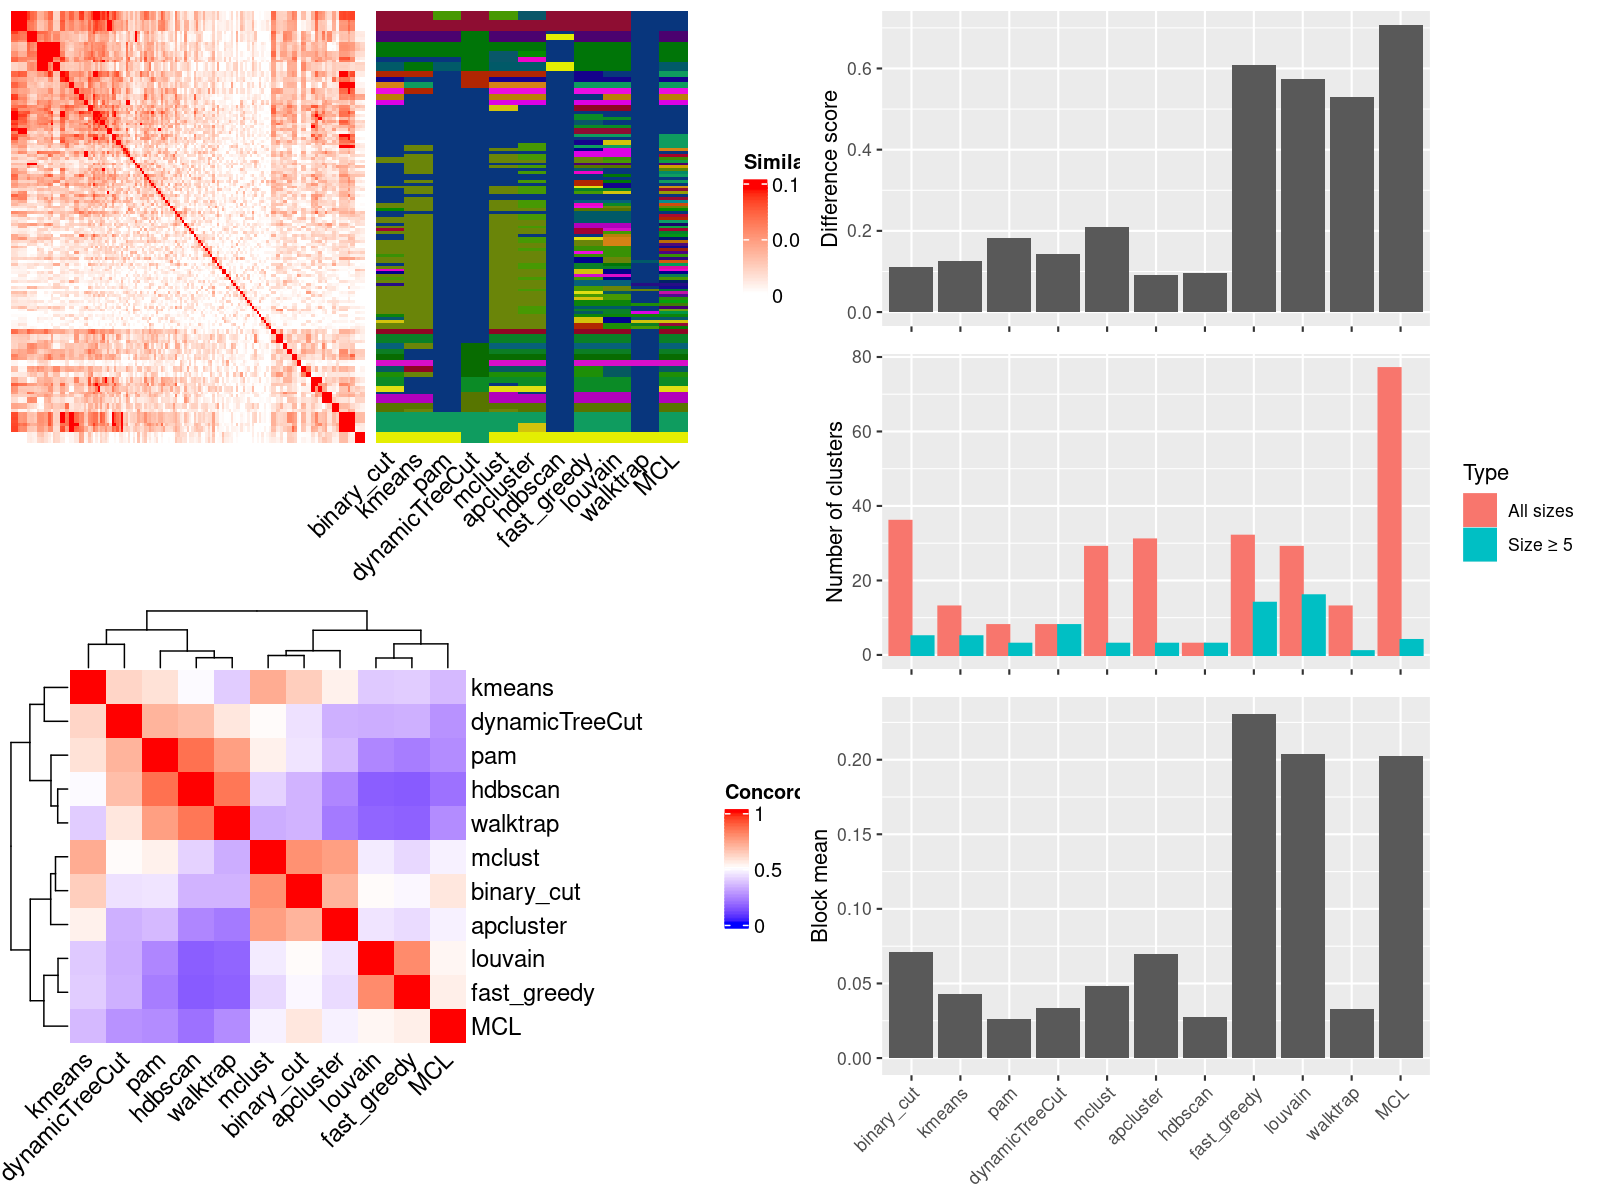 Simila
0.1
0.0
0
binary_cut
kmeans
pam
dynamicTreeCut
mclust
apcluster
hdbscan
fast_greedy
louvain
walktrap
MCL
kmeans
dynamicTreeCut
pam
hdbscan
walktrap
mclust
binary_cut
apcluster
louvain
fast_greedy
MCL
kmeans
dynamicTreeCut
pam
hdbscan
walktrap
mclust
binary_cut
apcluster
louvain
fast_greedy
MCL
Concord
1
0.5
0
Difference score
0.6
0.4
0.2
0.0
Number of clusters
80
60
40
20
0
Type
All sizes
Size ≥ 5
Block mean
0.20
0.15
0.10
0.05
0.00
binary_cut
kmeans
pam
dynamicTreeCut
mclust
apcluster
hdbscan
fast_greedy
louvain
walktrap
MCL